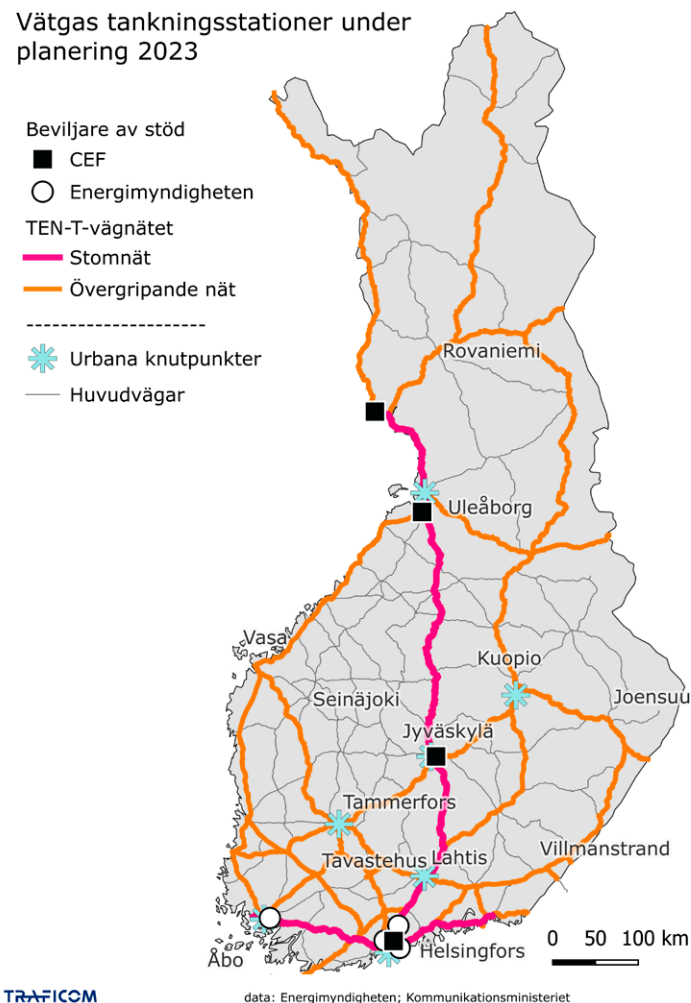 Vätgas tankningsstationer under
planering 2023
Beviljare av stöd
CEF
Energimyndigheten
TEN-T-vägnätet
Stomnät
Övergripande nät
--------------------
Urbana knutpunkter
Huvudvägar
Rovaniemi
Uleåborg
Vasa
Kuopio
Seinäjoki
Joensuu
Jyväskylä
Tammerfors
Tavastehus
Lahtis
Villmanstrand
Åbo
Helsingfors
0 50 100 km
TRAFICOM
data: Energimyndigheten; Kommunikationsministeriet